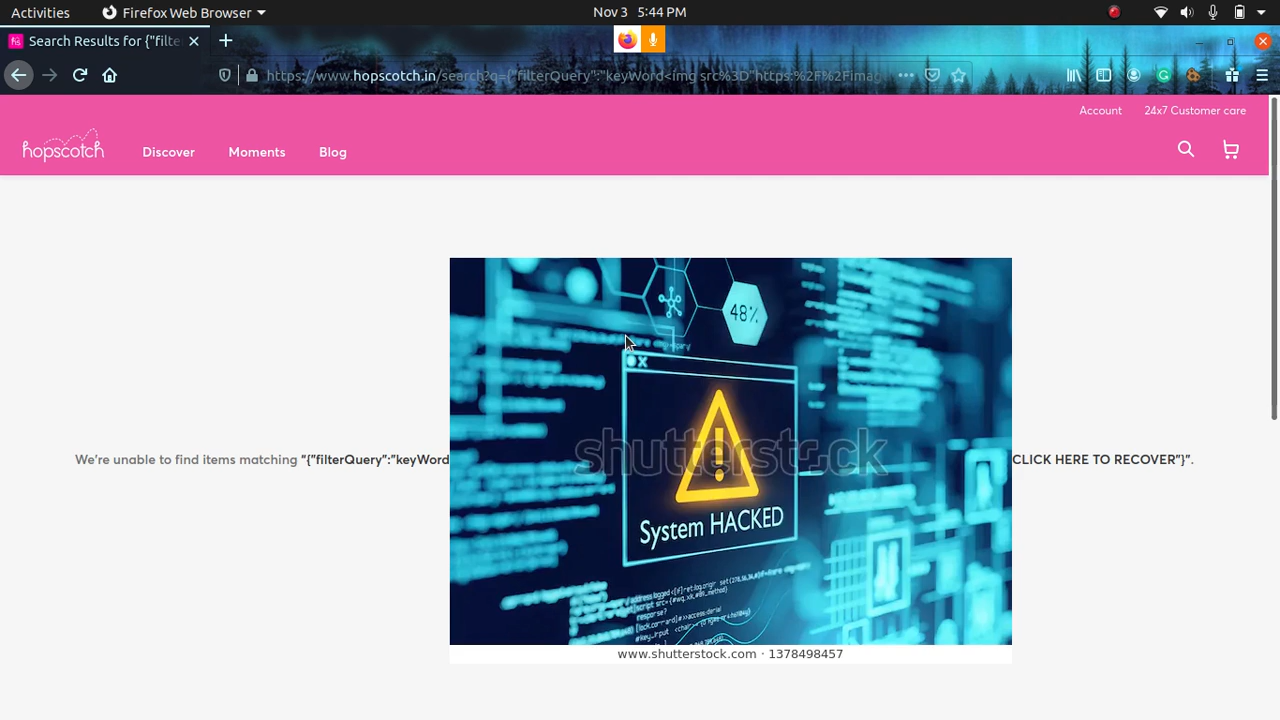 Activities Firefox Web Browser Nov 3 5:44 PM
Search Results for {"filte
https://www.hopscotch.in/search?q={"filterQuery":"keyWord<img src%3D"https:%2F%2Fimag
Account 24x7 Customer care
hopscotch Discover Moments Blog
48%
We're unable to find items matching “{"filterQuery":"keyWord CLICK HERE TO RECOVER"}”.
shutterstock
System HACKED
www.shutterstock.com · 1378498457